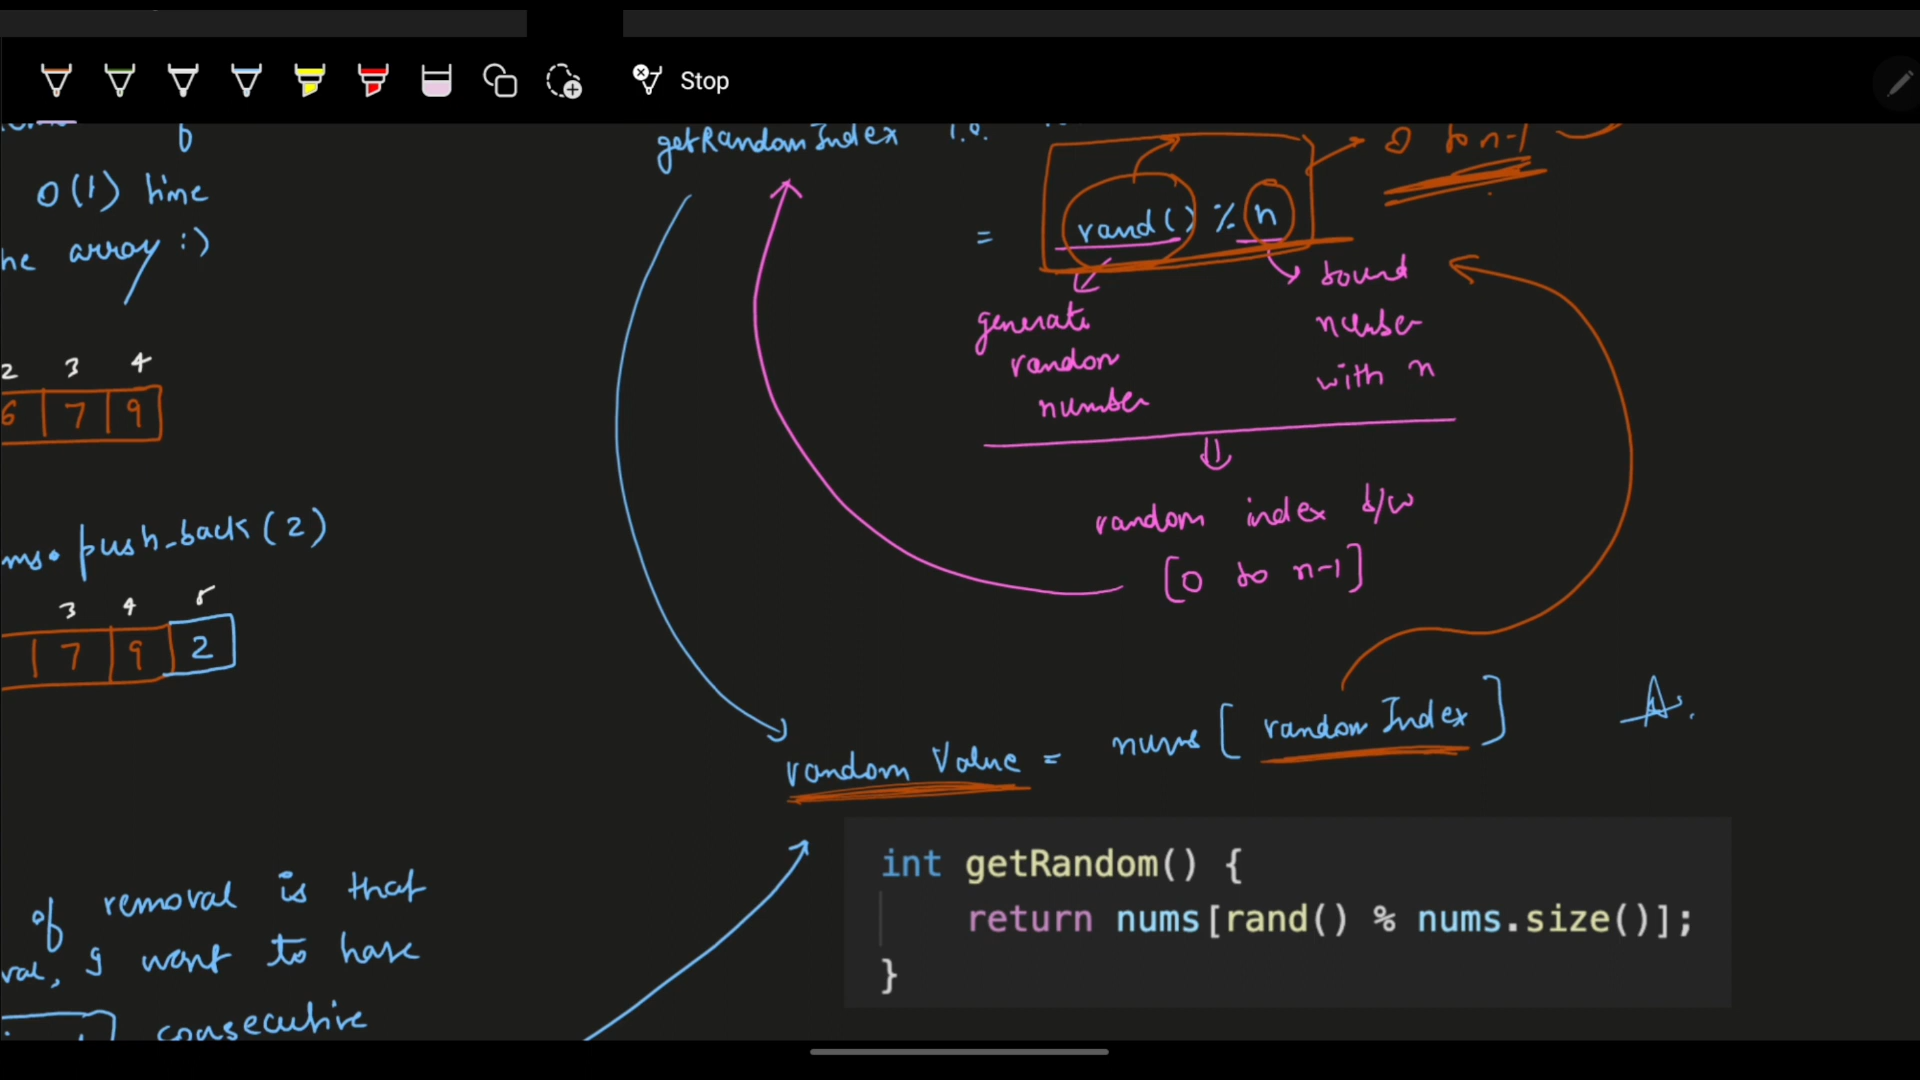 Stop
O(1) time
he array :)
2 3 4
6 7 9
ms. push_back(2)
3 4 5
7 9 2
of removal is that
val, I want to have
consecutive
getRandomIndex i.e.
0 to n-1
= rand() % n
generate
random
number
bound
number
with n
random index b/w
[0 to n-1]
random Value = nums [ random Index ]
int getRandom() {
return nums[rand() % nums.size()];
}